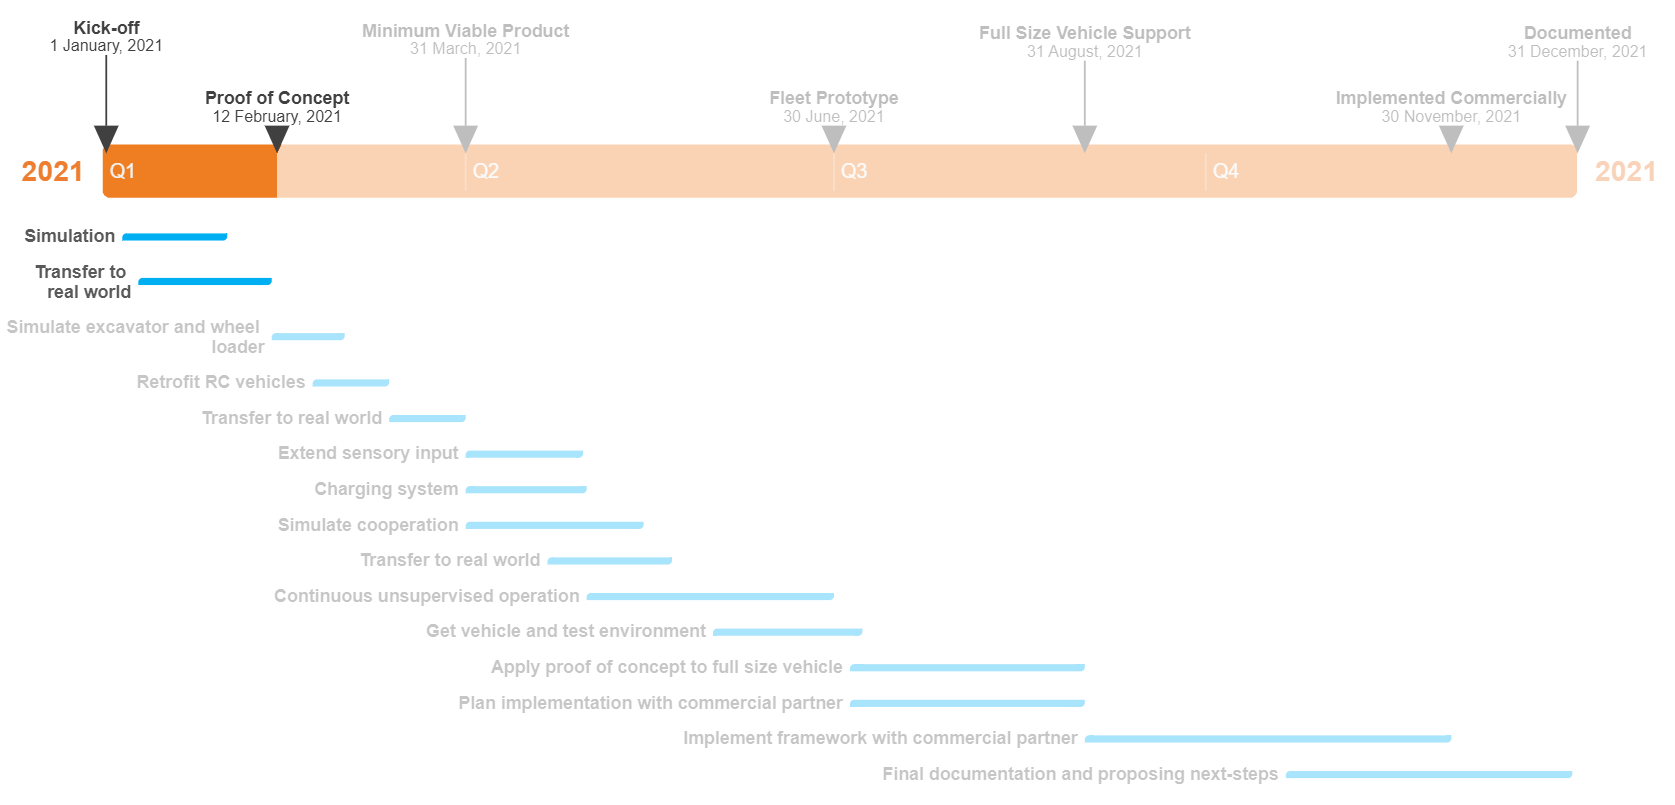 Kick-off
1 January, 2021
Minimum Viable Product
31 March, 2021
Full Size Vehicle Support
31 August, 2021
Documented
31 December, 2021
Proof of Concept
12 February, 2021
Fleet Prototype
30 June, 2021
Implemented Commercially
30 November, 2021
2021
Q1
Q2
Q3
Q4
2021
Simulation
Transfer to
real world
Simulate excavator and wheel
loader
Retrofit RC vehicles
Transfer to real world
Extend sensory input
Charging system
Simulate cooperation
Transfer to real world
Continuous unsupervised operation
Get vehicle and test environment
Apply proof of concept to full size vehicle
Plan implementation with commercial partner
Implement framework with commercial partner
Final documentation and proposing next-steps